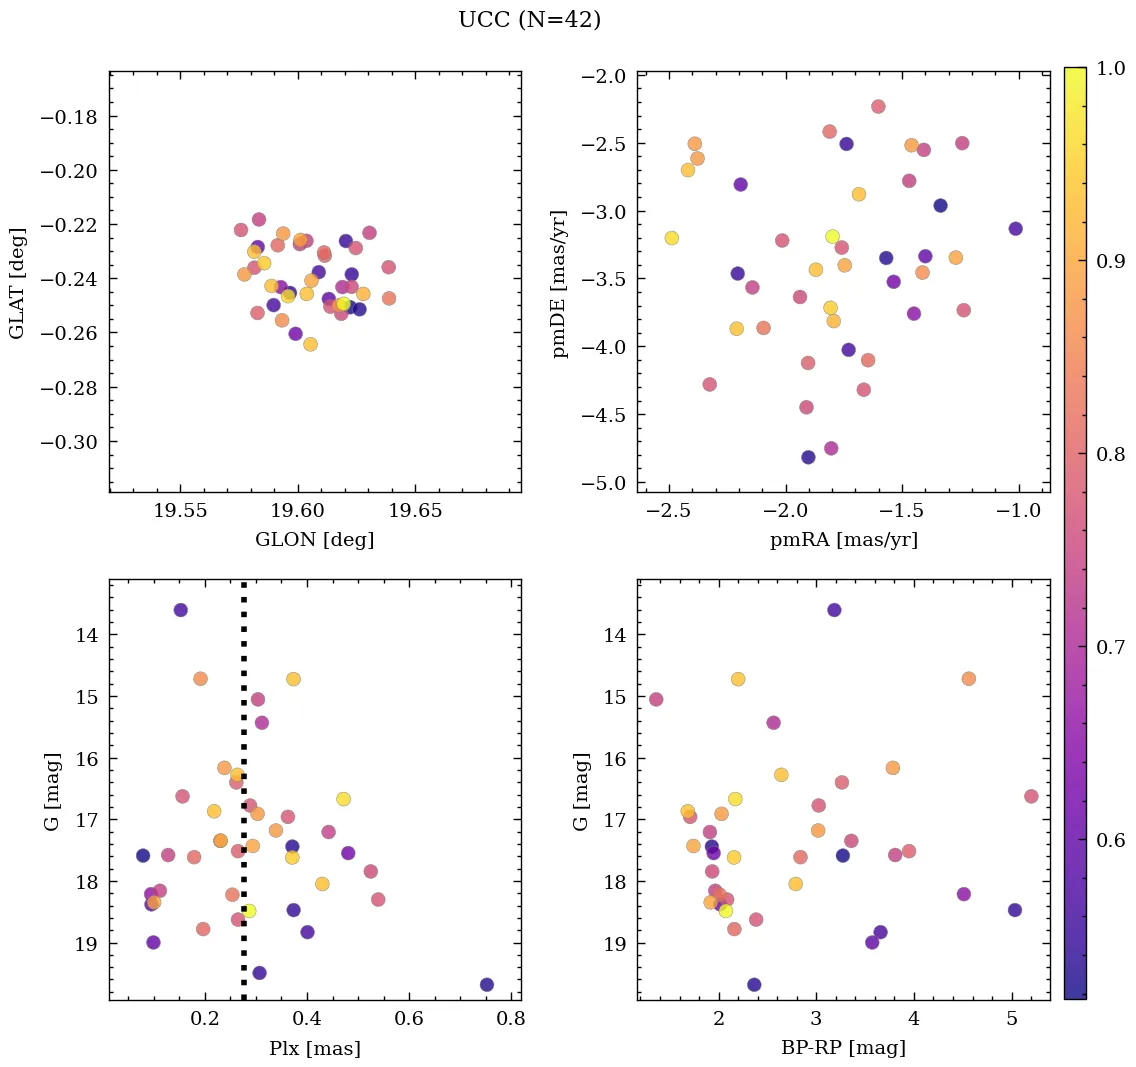 UCC (N=42)
−0.18
−0.20
−0.22
−0.24
−0.26
−0.28
−0.30
GLAT [deg]
19.55 19.60 19.65
GLON [deg]
−2.0
−2.5
−3.0
−3.5
−4.0
−4.5
−5.0
pmDE [mas/yr]
−2.5 −2.0 −1.5 −1.0
pmRA [mas/yr]
1.0
0.9
0.8
0.7
0.6
14
15
16
17
18
19
G [mag]
0.2 0.4 0.6 0.8
Plx [mas]
14
15
16
17
18
19
G [mag]
2 3 4 5
BP-RP [mag]